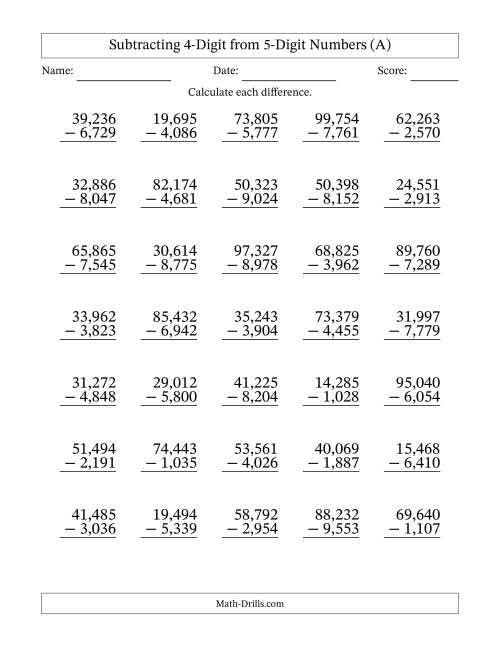 Subtracting 4-Digit from 5-Digit Numbers (A)
Name: Date: Score:
Calculate each difference.
39,236 19,695 73,805 99,754 62,263
− 6,729 − 4,086 − 5,777 − 7,761 − 2,570
32,886 82,174 50,323 50,398 24,551
− 8,047 − 4,681 − 9,024 − 8,152 − 2,913
65,865 30,614 97,327 68,825 89,760
− 7,545 − 8,775 − 8,978 − 3,962 − 7,289
33,962 85,432 35,243 73,379 31,997
− 3,823 − 6,942 − 3,904 − 4,455 − 7,779
31,272 29,012 41,225 14,285 95,040
− 4,848 − 5,800 − 8,204 − 1,028 − 6,054
51,494 74,443 53,561 40,069 15,468
− 2,191 − 1,035 − 4,026 − 1,887 − 6,410
41,485 19,494 58,792 88,232 69,640
− 3,036 − 5,339 − 2,954 − 9,553 − 1,107
Math-Drills.com